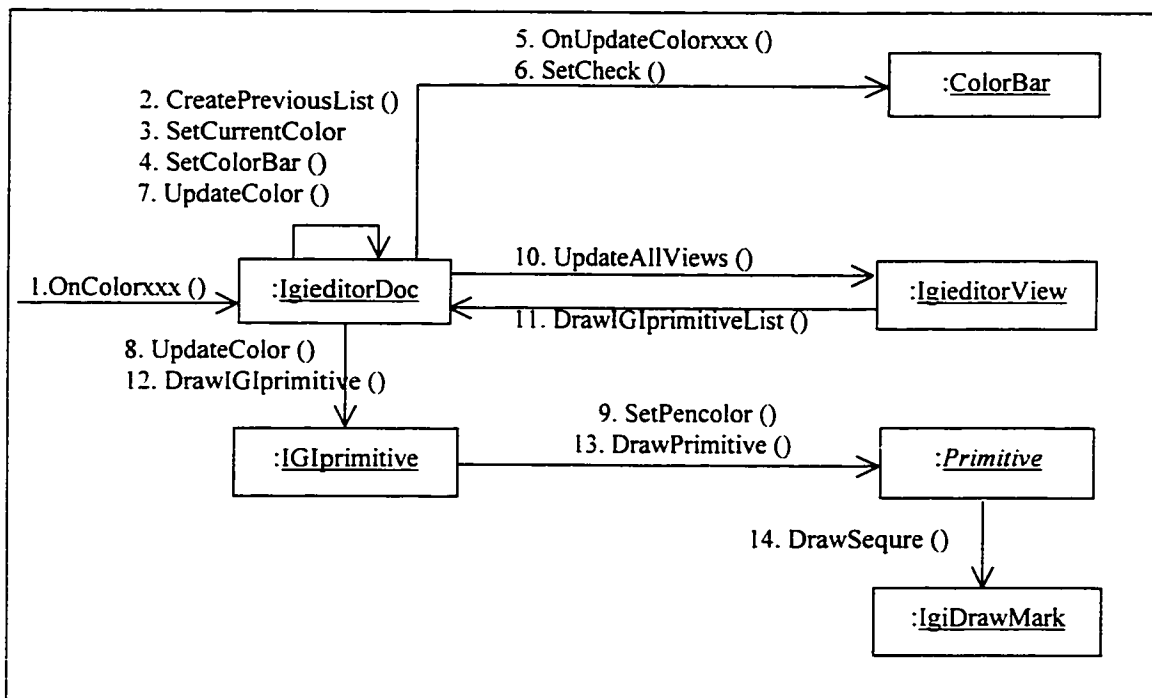 5. OnUpdateColorxxx ()
6. SetCheck ()
:ColorBar
2. CreatePreviousList ()
3. SetCurrentColor
4. SetColorBar ()
7. UpdateColor ()
1.OnColorxxx ()
:IgieditorDoc
10. UpdateAllViews ()
:IgieditorView
11. DrawIGIprimitiveList ()
8. UpdateColor ()
12. DrawIGIprimitive ()
9. SetPencolor ()
13. DrawPrimitive ()
:IGIprimitive
:Primitive
14. DrawSequre ()
:IgiDrawMark